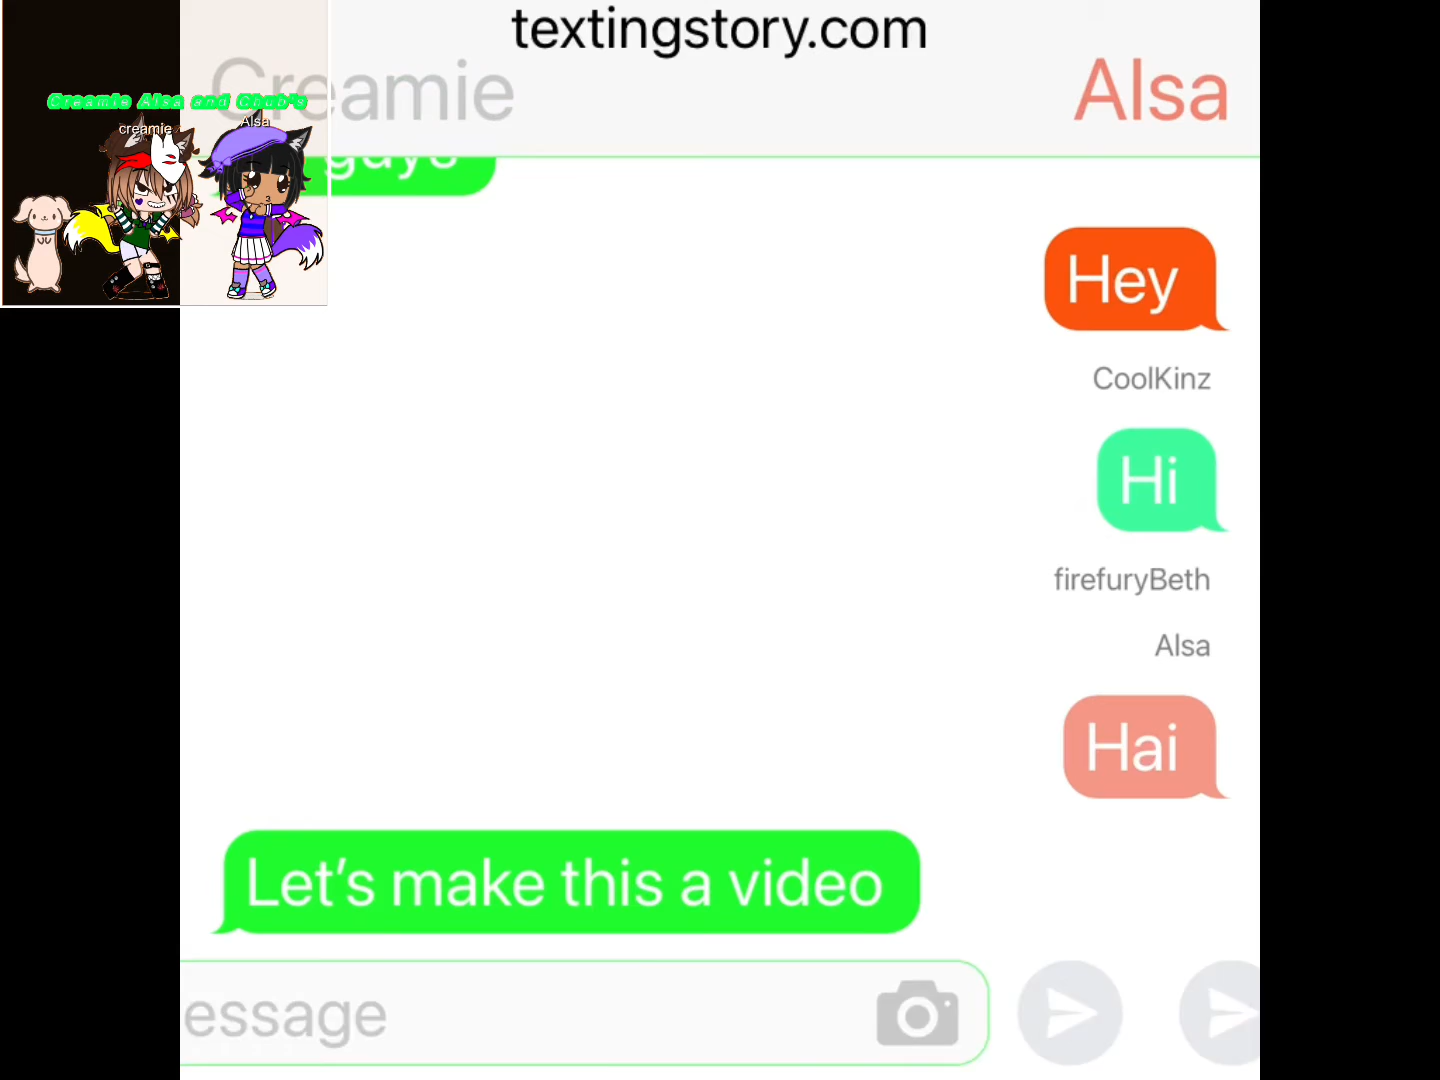 textingstory.com
Creamie
Alsa
Creamie Alsa and Chub's
creamie
Alsa
guys
Hey
CoolKinz
Hi
firefuryBeth
Alsa
Hai
Let's make this a video
essage